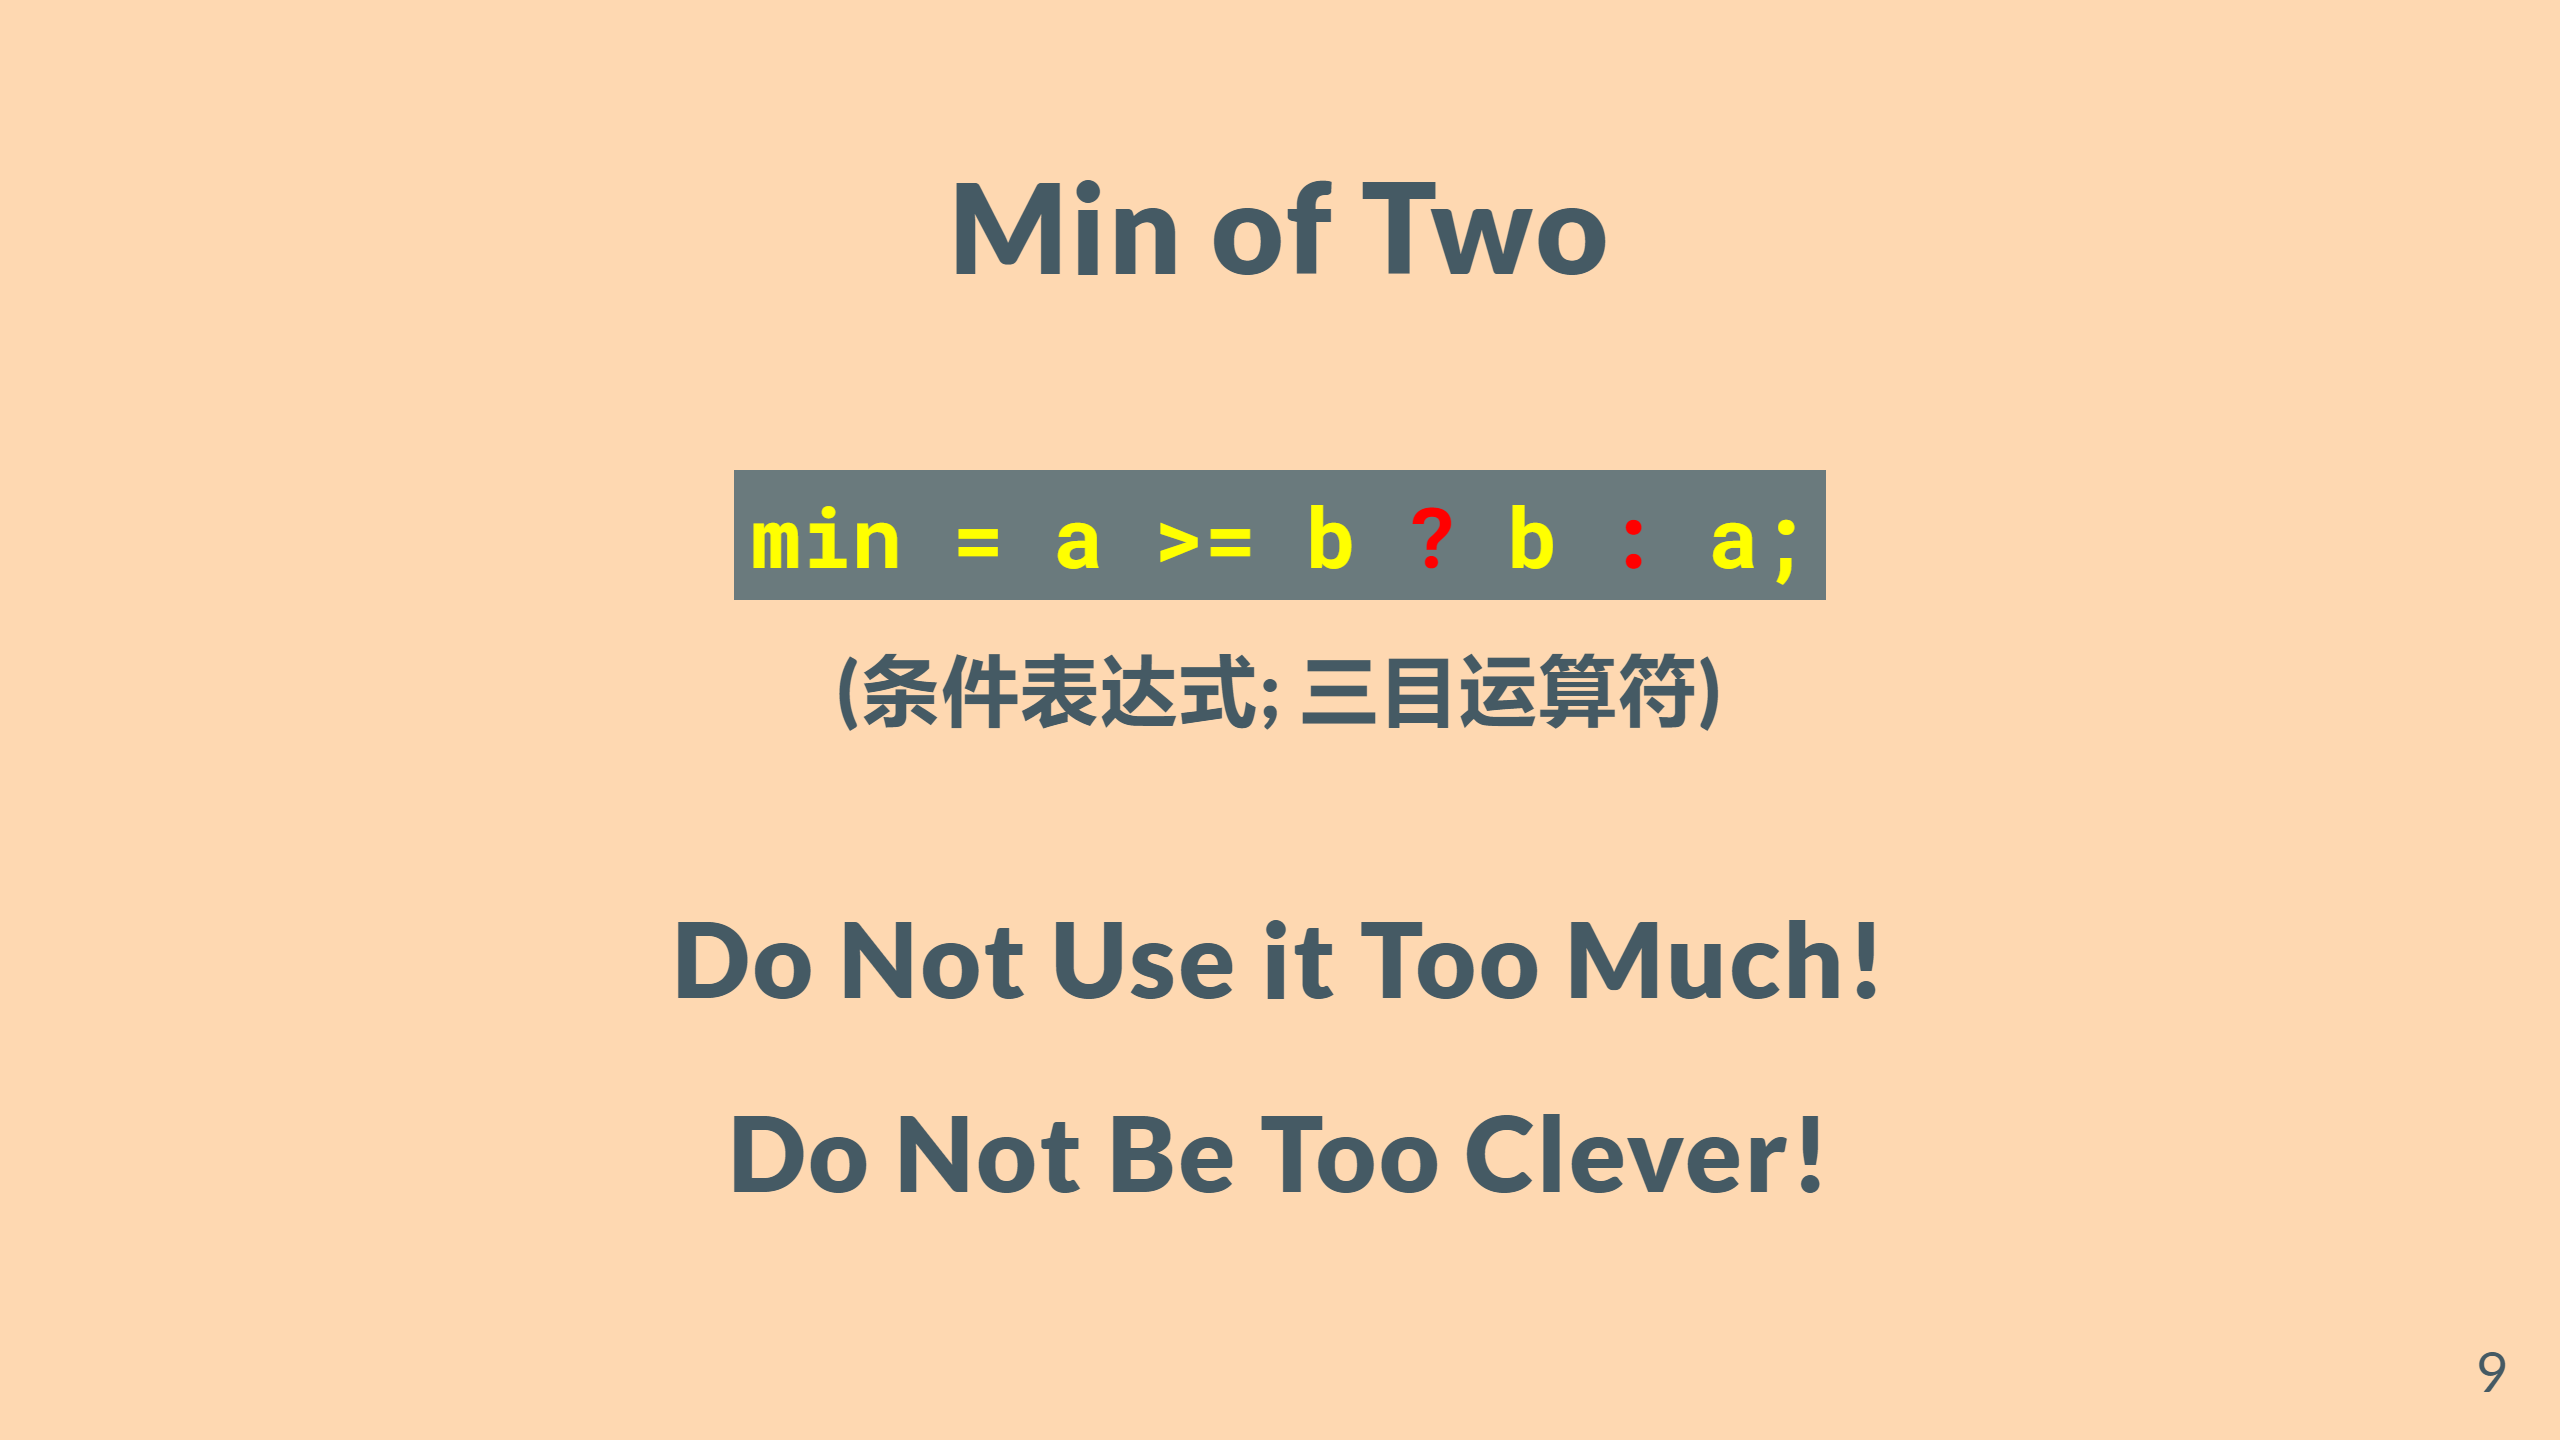 Min of Two
min = a >= b ? b : a;
(条件表达式; 三目运算符)
Do Not Use it Too Much!
Do Not Be Too Clever!
9